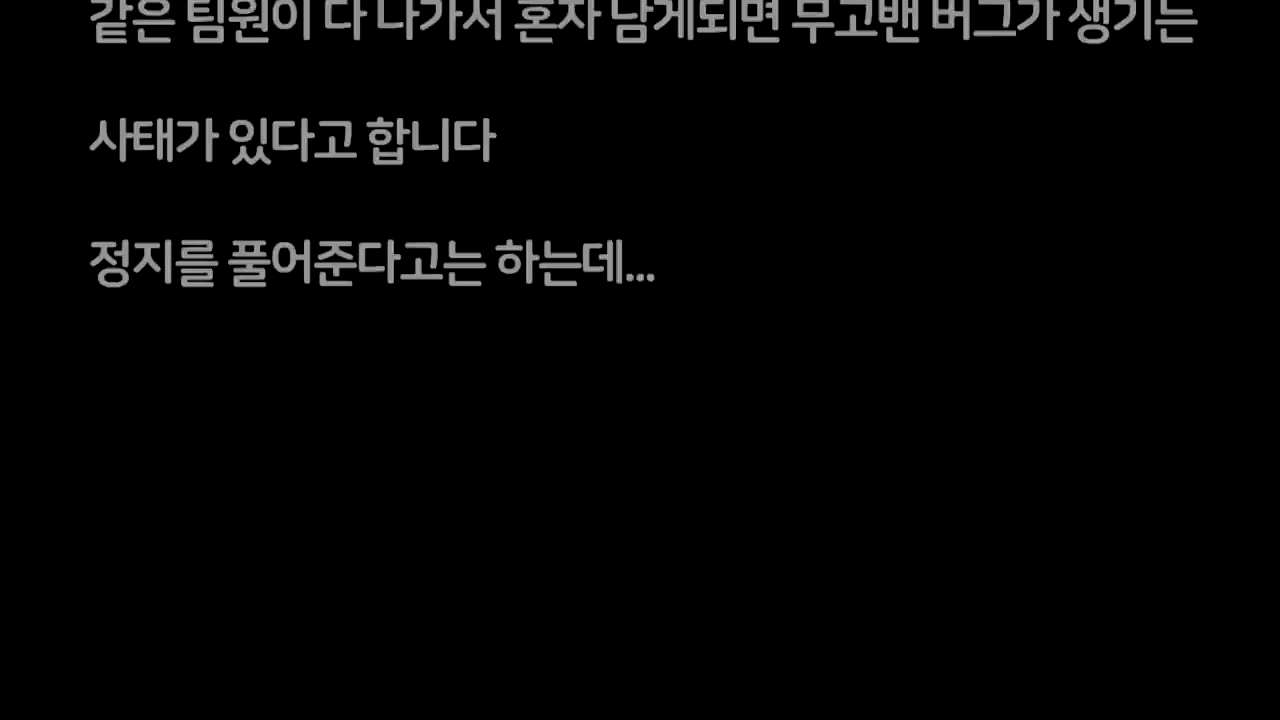 같은 팀원이 다 나가서 혼자 남게되면 무고밴 버그가 생기는
사태가 있다고 합니다
정지를 풀어준다고는 하는데...